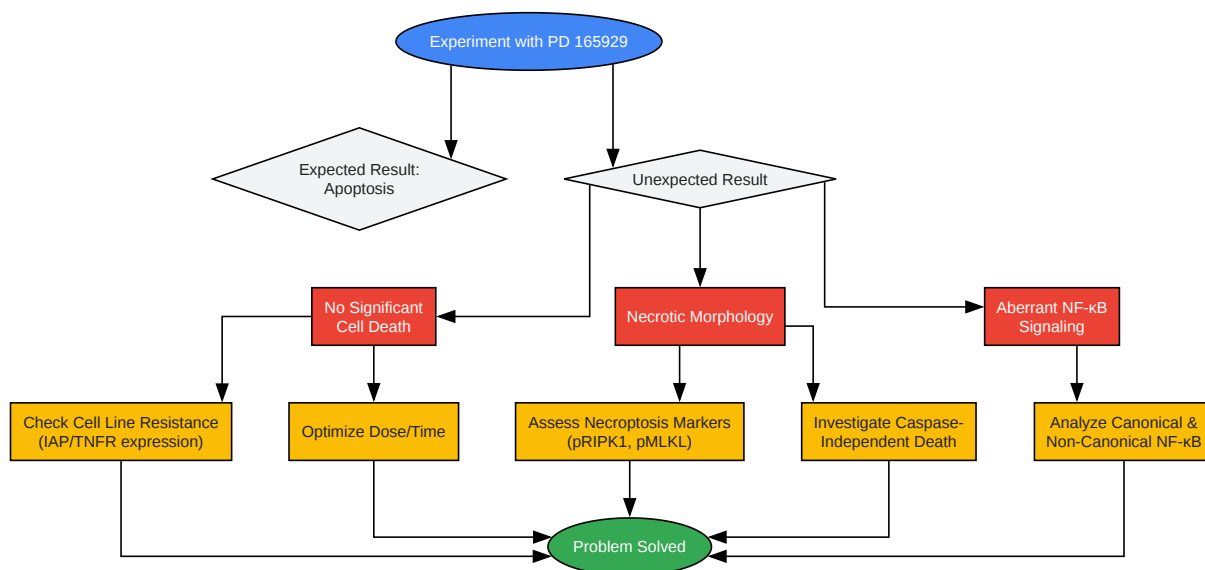 Experiment with PD 165929
Expected Result:
Apoptosis
Unexpected Result
No Significant
Cell Death
Necrotic Morphology
Aberrant NF-κB
Signaling
Check Cell Line Resistance
(IAP/TNFR expression)
Optimize Dose/Time
Assess Necroptosis Markers
(pRIPK1, pMLKL)
Investigate Caspase-
Independent Death
Analyze Canonical &
Non-Canonical NF-κB
Problem Solved